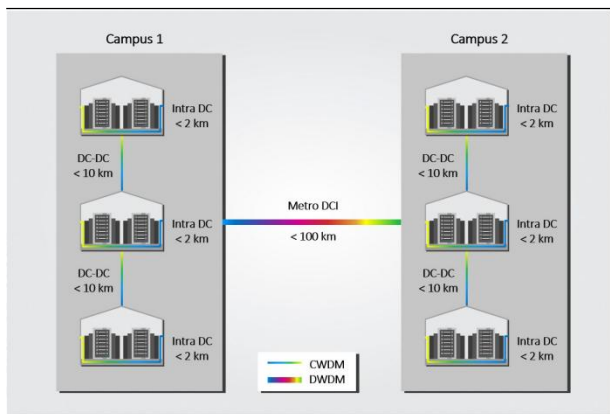 Campus 1
Intra DC
< 2 km
DC-DC
< 10 km
Intra DC
< 2 km
DC-DC
< 10 km
Intra DC
< 2 km
Metro DCI
< 100 km
CWDM
DWDM
Campus 2
Intra DC
< 2 km
DC-DC
< 10 km
Intra DC
< 2 km
DC-DC
< 10 km
Intra DC
< 2 km